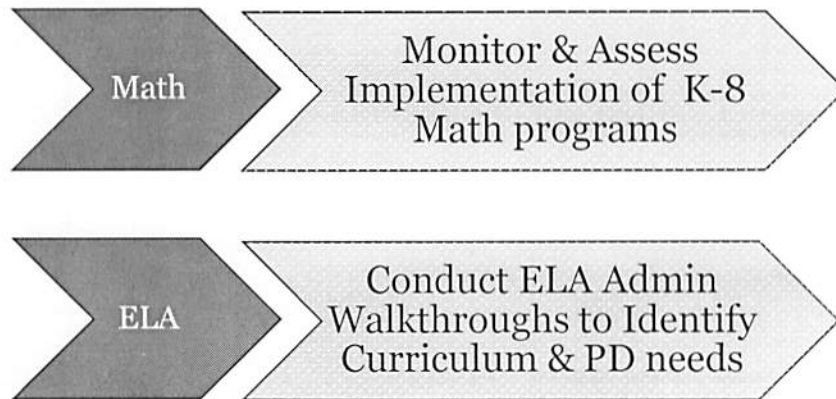 Math
Monitor & Assess
Implementation of K-8
Math programs
ELA
Conduct ELA Admin
Walkthroughs to Identify
Curriculum & PD needs